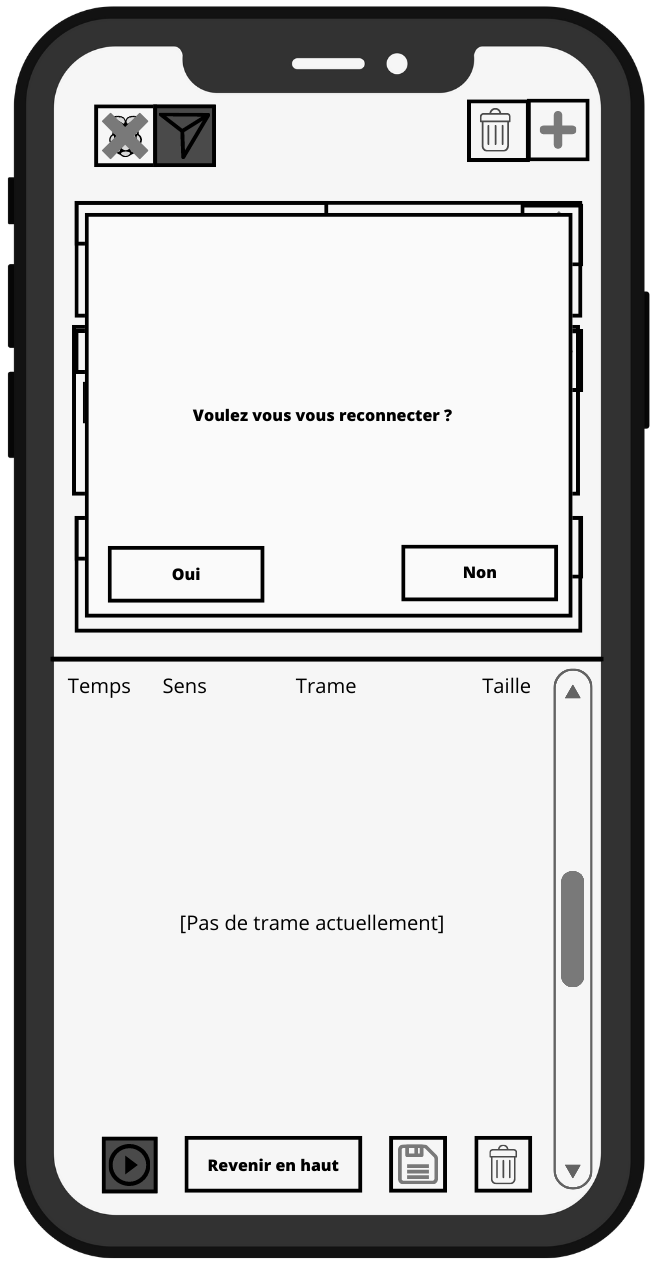 Voulez vous vous reconnecter ?
Oui
Non
Temps Sens Trame Taille
[Pas de trame actuellement]
Revenir en haut